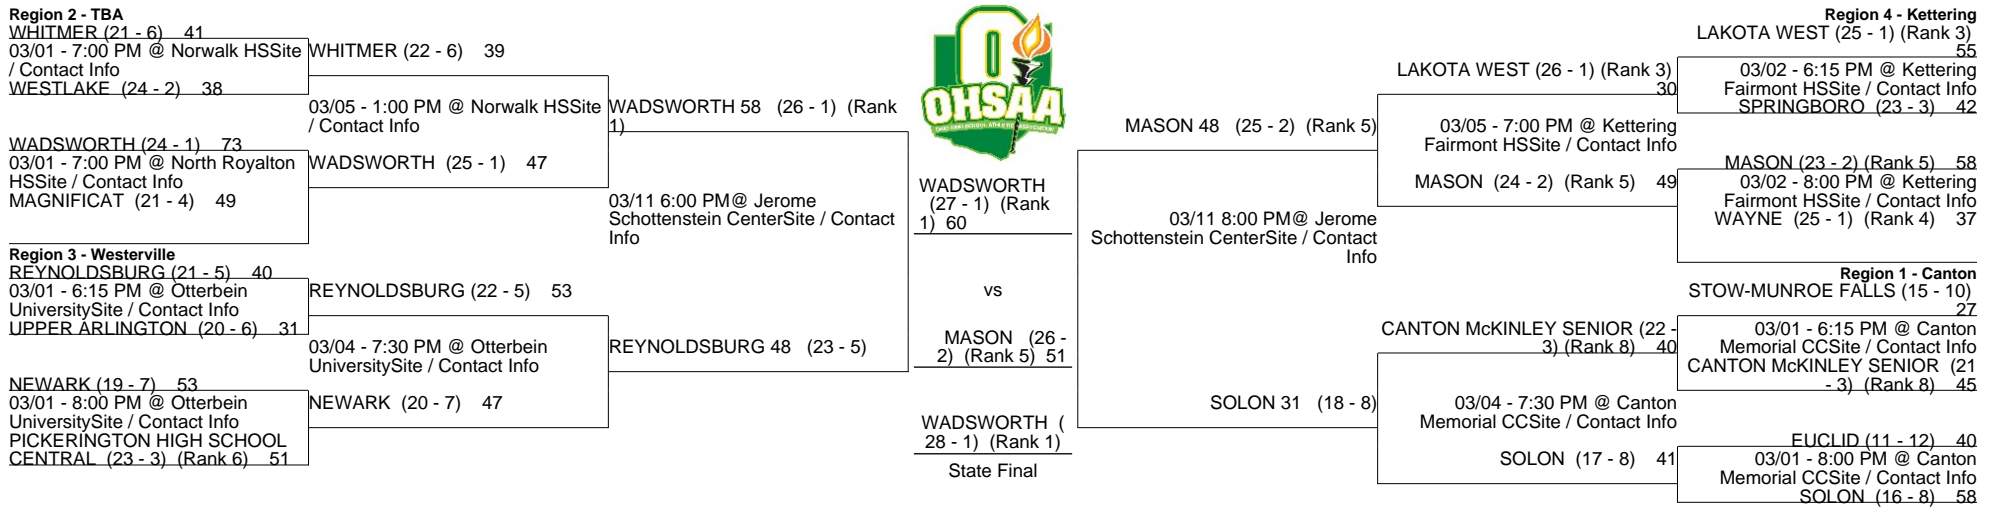 Region 2 - TBA
WHITMER (21 - 6) 41
03/01 - 7:00 PM @ Norwalk HSSite
/ Contact Info
WESTLAKE (24 - 2) 38
WADSWORTH (24 - 1) 73
03/01 - 7:00 PM @ North Royalton
HSSite / Contact Info
MAGNIFICAT (21 - 4) 49
Region 3 - Westerville
REYNOLDSBURG (21 - 5) 40
03/01 - 6:15 PM @ Otterbein
UniversitySite / Contact Info
UPPER ARLINGTON (20 - 6) 31
NEWARK (19 - 7) 53
03/01 - 8:00 PM @ Otterbein
UniversitySite / Contact Info
PICKERINGTON HIGH SCHOOL
CENTRAL (23 - 3) (Rank 6) 51
WHITMER (22 - 6) 39
03/05 - 1:00 PM @ Norwalk HSSite
/ Contact Info
WADSWORTH (25 - 1) 47
REYNOLDSBURG (22 - 5) 53
03/04 - 7:30 PM @ Otterbein
UniversitySite / Contact Info
NEWARK (20 - 7) 47
WADSWORTH 58 (26 - 1) (Rank
1)
03/11 6:00 PM@ Jerome
Schottenstein CenterSite / Contact
Info
REYNOLDSBURG 48 (23 - 5)
O
OHSAA
WADSWORTH
(27 - 1) (Rank
1) 60
vs
MASON (26 -
2) (Rank 5) 51
WADSWORTH (
28 - 1) (Rank 1)
State Final
MASON 48 (25 - 2) (Rank 5)
03/11 8:00 PM@ Jerome
Schottenstein CenterSite / Contact
Info
SOLON 31 (18 - 8)
LAKOTA WEST (26 - 1) (Rank 3)
30
03/05 - 7:00 PM @ Kettering
Fairmont HSSite / Contact Info
MASON (24 - 2) (Rank 5) 49
CANTON McKINLEY SENIOR (22 -
3) (Rank 8) 40
03/04 - 7:30 PM @ Canton
Memorial CCSite / Contact Info
SOLON (17 - 8) 41
Region 4 - Kettering
LAKOTA WEST (25 - 1) (Rank 3)
55
03/02 - 6:15 PM @ Kettering
Fairmont HSSite / Contact Info
SPRINGBORO (23 - 3) 42
MASON (23 - 2) (Rank 5) 58
03/02 - 8:00 PM @ Kettering
Fairmont HSSite / Contact Info
WAYNE (25 - 1) (Rank 4) 37
Region 1 - Canton
STOW-MUNROE FALLS (15 - 10)
27
03/01 - 6:15 PM @ Canton
Memorial CCSite / Contact Info
CANTON McKINLEY SENIOR (21
- 3) (Rank 8) 45
EUCLID (11 - 12) 40
03/01 - 8:00 PM @ Canton
Memorial CCSite / Contact Info
SOLON (16 - 8) 58